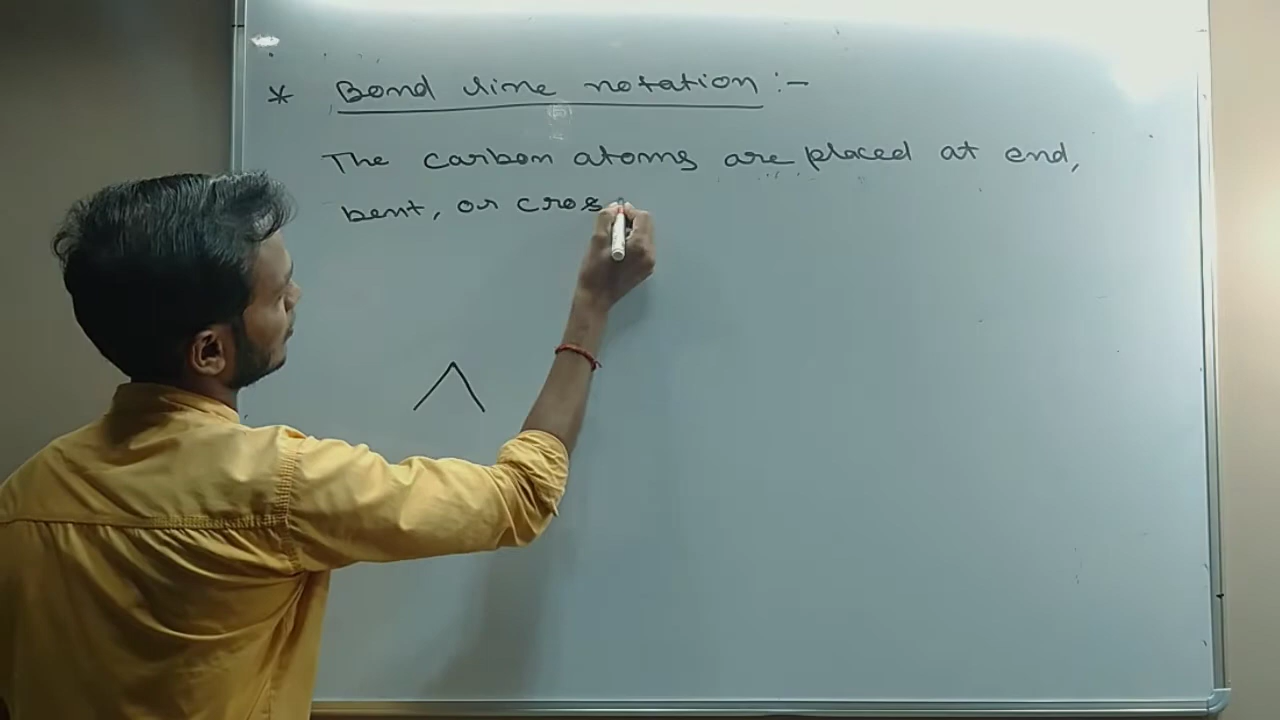 * Bond line notation :-
The carbon atoms are placed at end,
bent, or cros